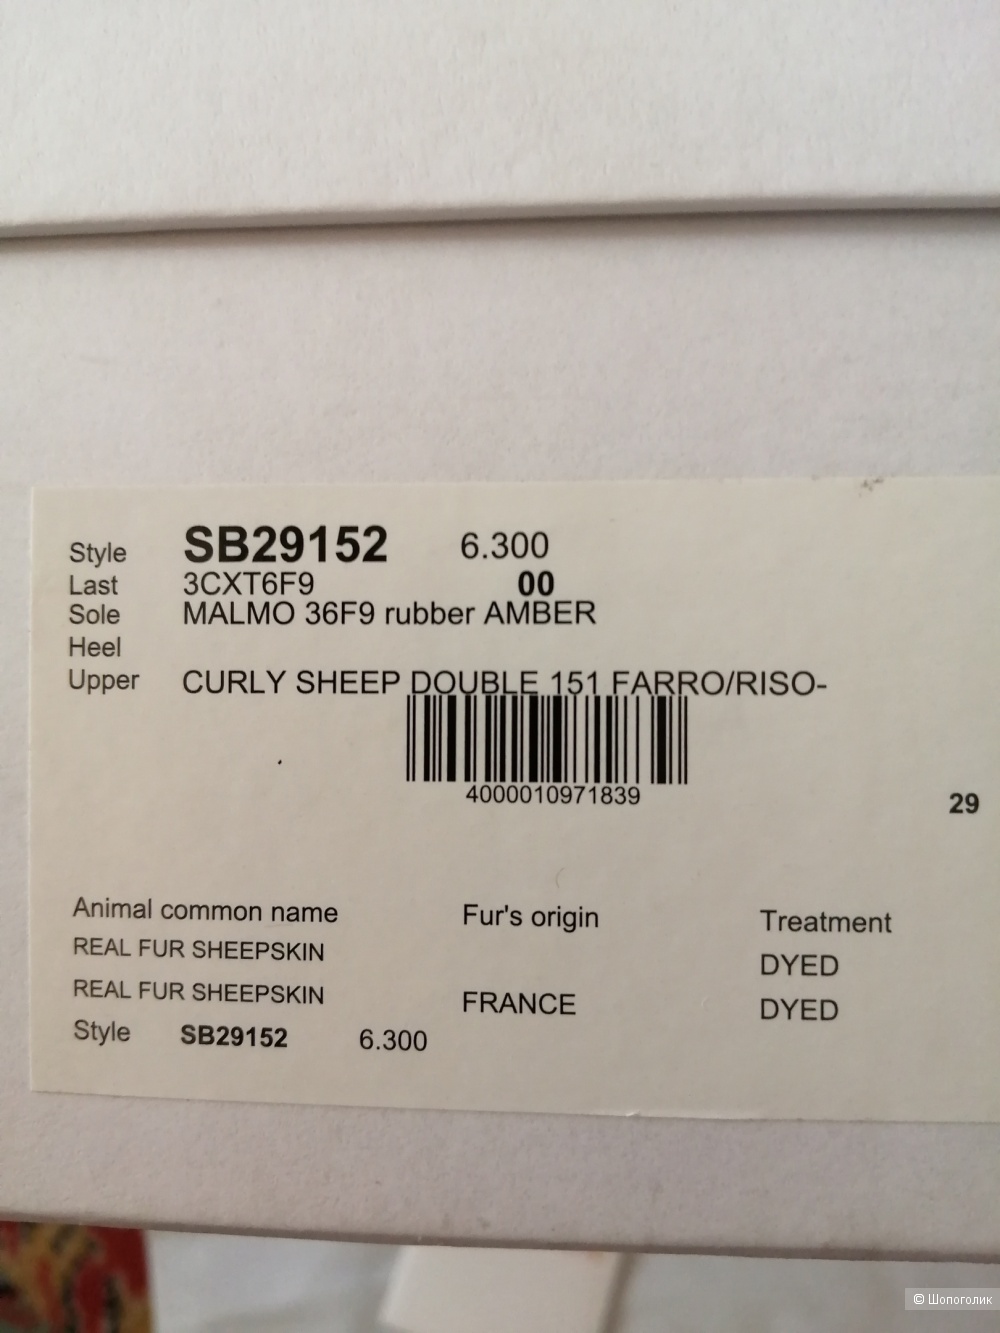 Style SB29152 6.300
Last 3CXT6F9 00
Sole MALMO 36F9 rubber AMBER
Heel
Upper CURLY SHEEP DOUBLE 151 FARRO/RISO-
4000010971839
29
Animal common name Fur's origin Treatment
REAL FUR SHEEPSKIN DYED
REAL FUR SHEEPSKIN FRANCE DYED
Style SB29152 6.300
© Шопоголик